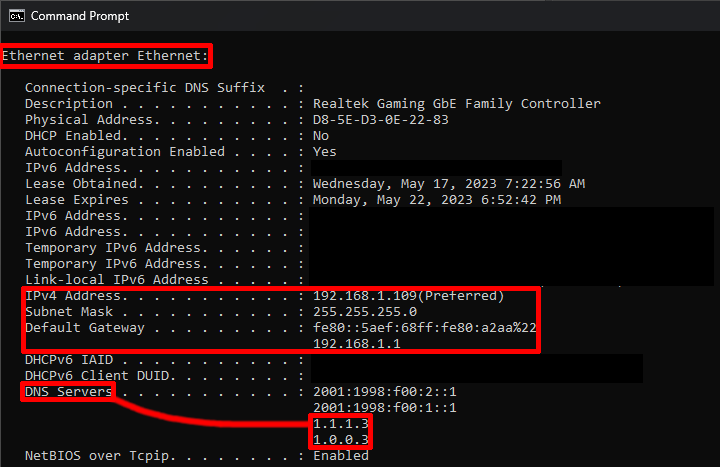 Command Prompt
Ethernet adapter Ethernet:
Connection-specific DNS Suffix  . :
Description . . . . . . . . . . . : Realtek Gaming GbE Family Controller
Physical Address. . . . . . . . . : D8-5E-D3-0E-22-83
DHCP Enabled. . . . . . . . . . . : No
Autoconfiguration Enabled . . . . : Yes
IPv6 Address. . . . . . . . . . . :
Lease Obtained. . . . . . . . . . : Wednesday, May 17, 2023 7:22:56 AM
Lease Expires . . . . . . . . . . : Monday, May 22, 2023 6:52:42 PM
IPv6 Address. . . . . . . . . . . :
IPv6 Address. . . . . . . . . . . :
Temporary IPv6 Address. . . . . . :
Temporary IPv6 Address. . . . . . :
Link-local IPv6 Address . . . . . :
IPv4 Address. . . . . . . . . . . : 192.168.1.109(Preferred)
Subnet Mask . . . . . . . . . . . : 255.255.255.0
Default Gateway . . . . . . . . . : fe80::5aef:68ff:fe80:a2aa%22
192.168.1.1
DHCPv6 IAID . . . . . . . . . . . :
DHCPv6 Client DUID. . . . . . . . :
DNS Servers . . . . . . . . . . . : 2001:1998:f00:2::1
2001:1998:f00:1::1
1.1.1.3
1.0.0.3
NetBIOS over Tcpip. . . . . . . . : Enabled